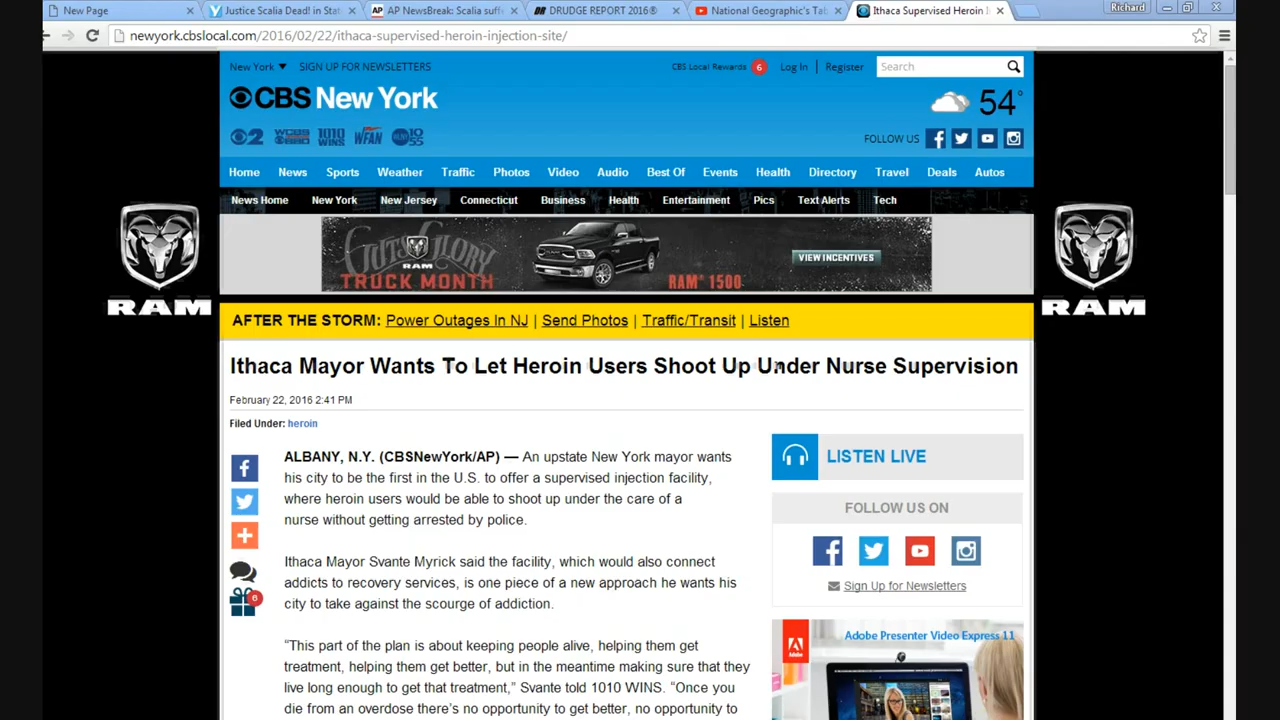 New Page
Justice Scalia Dead! in Stat
AP AP NewsBreak: Scalia suff
DRUDGE REPORT 2016®
National Geographic's Tab
Ithaca Supervised Heroin I
Richard
newyork.cbslocal.com/2016/02/22/ithaca-supervised-heroin-injection-site/
New York SIGN UP FOR NEWSLETTERS
CBS Local Rewards 6 Log In | Register Search
CBS New York
54°
2 WCBS 1010 WINS WFAN
FOLLOW US
Home News Sports Weather Traffic Photos Video Audio Best Of Events Health Directory Travel Deals Autos
News Home New York New Jersey Connecticut Business Health Entertainment Pics Text Alerts Tech
GUTS GLORY
RAM
TRUCK MONTH
RAM 1500
VIEW INCENTIVES
RAM
RAM
AFTER THE STORM: Power Outages In NJ | Send Photos | Traffic/Transit | Listen
Ithaca Mayor Wants To Let Heroin Users Shoot Up Under Nurse Supervision
February 22, 2016 2:41 PM
Filed Under: heroin
ALBANY, N.Y. (CBSNewYork/AP) — An upstate New York mayor wants
his city to be the first in the U.S. to offer a supervised injection facility,
where heroin users would be able to shoot up under the care of a
nurse without getting arrested by police.
Ithaca Mayor Svante Myrick said the facility, which would also connect
addicts to recovery services, is one piece of a new approach he wants his
city to take against the scourge of addiction.
“This part of the plan is about keeping people alive, helping them get
treatment, helping them get better, but in the meantime making sure that they
live long enough to get that treatment,” Svante told 1010 WINS. “Once you
die from an overdose there’s no opportunity to get better, no opportunity to
6
LISTEN LIVE
FOLLOW US ON
Sign Up for Newsletters
Adobe
Adobe Presenter Video Express 11